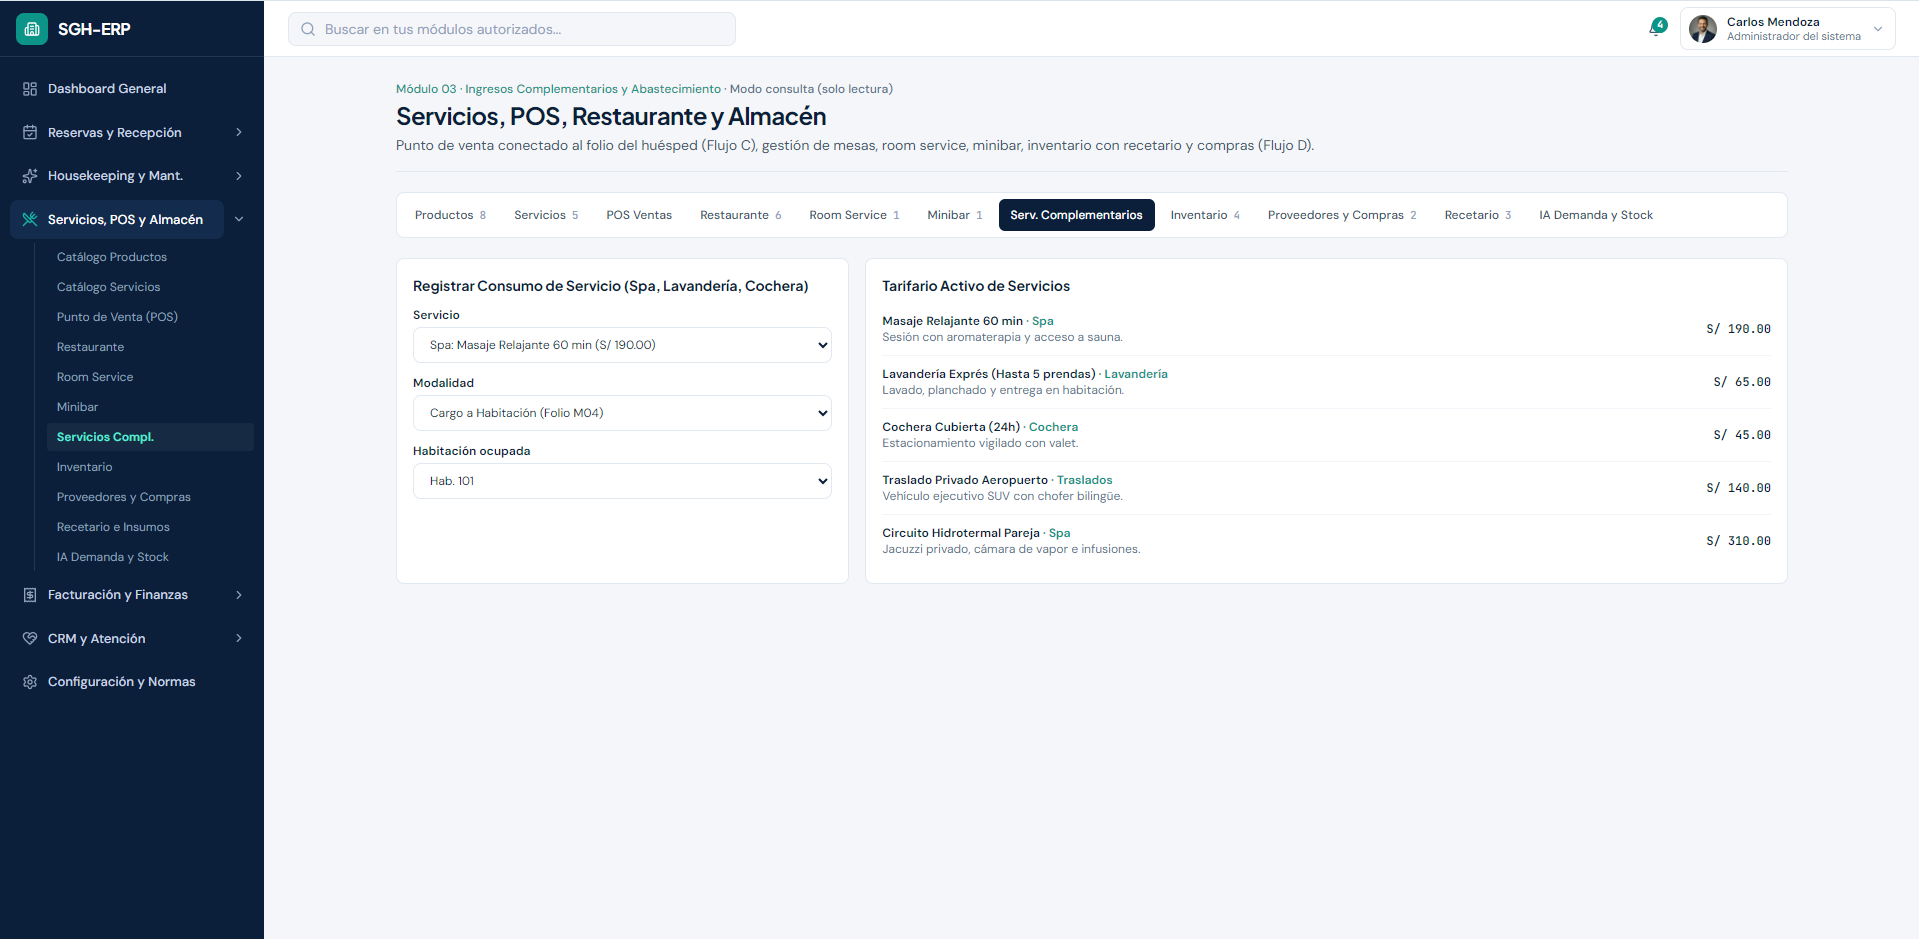 SGH-ERP
Buscar en tus módulos autorizados...
4
Carlos Mendoza
Administrador del sistema
Dashboard General
Reservas y Recepción
Housekeeping y Mant.
Servicios, POS y Almacén
Catálogo Productos
Catálogo Servicios
Punto de Venta (POS)
Restaurante
Room Service
Minibar
Servicios Compl.
Inventario
Proveedores y Compras
Recetario e Insumos
IA Demanda y Stock
Facturación y Finanzas
CRM y Atención
Configuración y Normas
Módulo 03 · Ingresos Complementarios y Abastecimiento · Modo consulta (solo lectura)
Servicios, POS, Restaurante y Almacén
Punto de venta conectado al folio del huésped (Flujo C), gestión de mesas, room service, minibar, inventario con recetario y compras (Flujo D).
Productos 8 Servicios 5 POS Ventas Restaurante 6 Room Service 1 Minibar 1 Serv. Complementarios Inventario 4 Proveedores y Compras 2 Recetario 3 IA Demanda y Stock
Registrar Consumo de Servicio (Spa, Lavandería, Cochera)
Servicio
Spa: Masaje Relajante 60 min (S/ 190.00)
Modalidad
Cargo a Habitación (Folio M04)
Habitación ocupada
Hab. 101
Tarifario Activo de Servicios
Masaje Relajante 60 min · Spa
Sesión con aromaterapia y acceso a sauna.
S/ 190.00
Lavandería Exprés (Hasta 5 prendas) · Lavandería
Lavado, planchado y entrega en habitación.
S/ 65.00
Cochera Cubierta (24h) · Cochera
Estacionamiento vigilado con valet.
S/ 45.00
Traslado Privado Aeropuerto · Traslados
Vehículo ejecutivo SUV con chofer bilingüe.
S/ 140.00
Circuito Hidrotermal Pareja · Spa
Jacuzzi privado, cámara de vapor e infusiones.
S/ 310.00